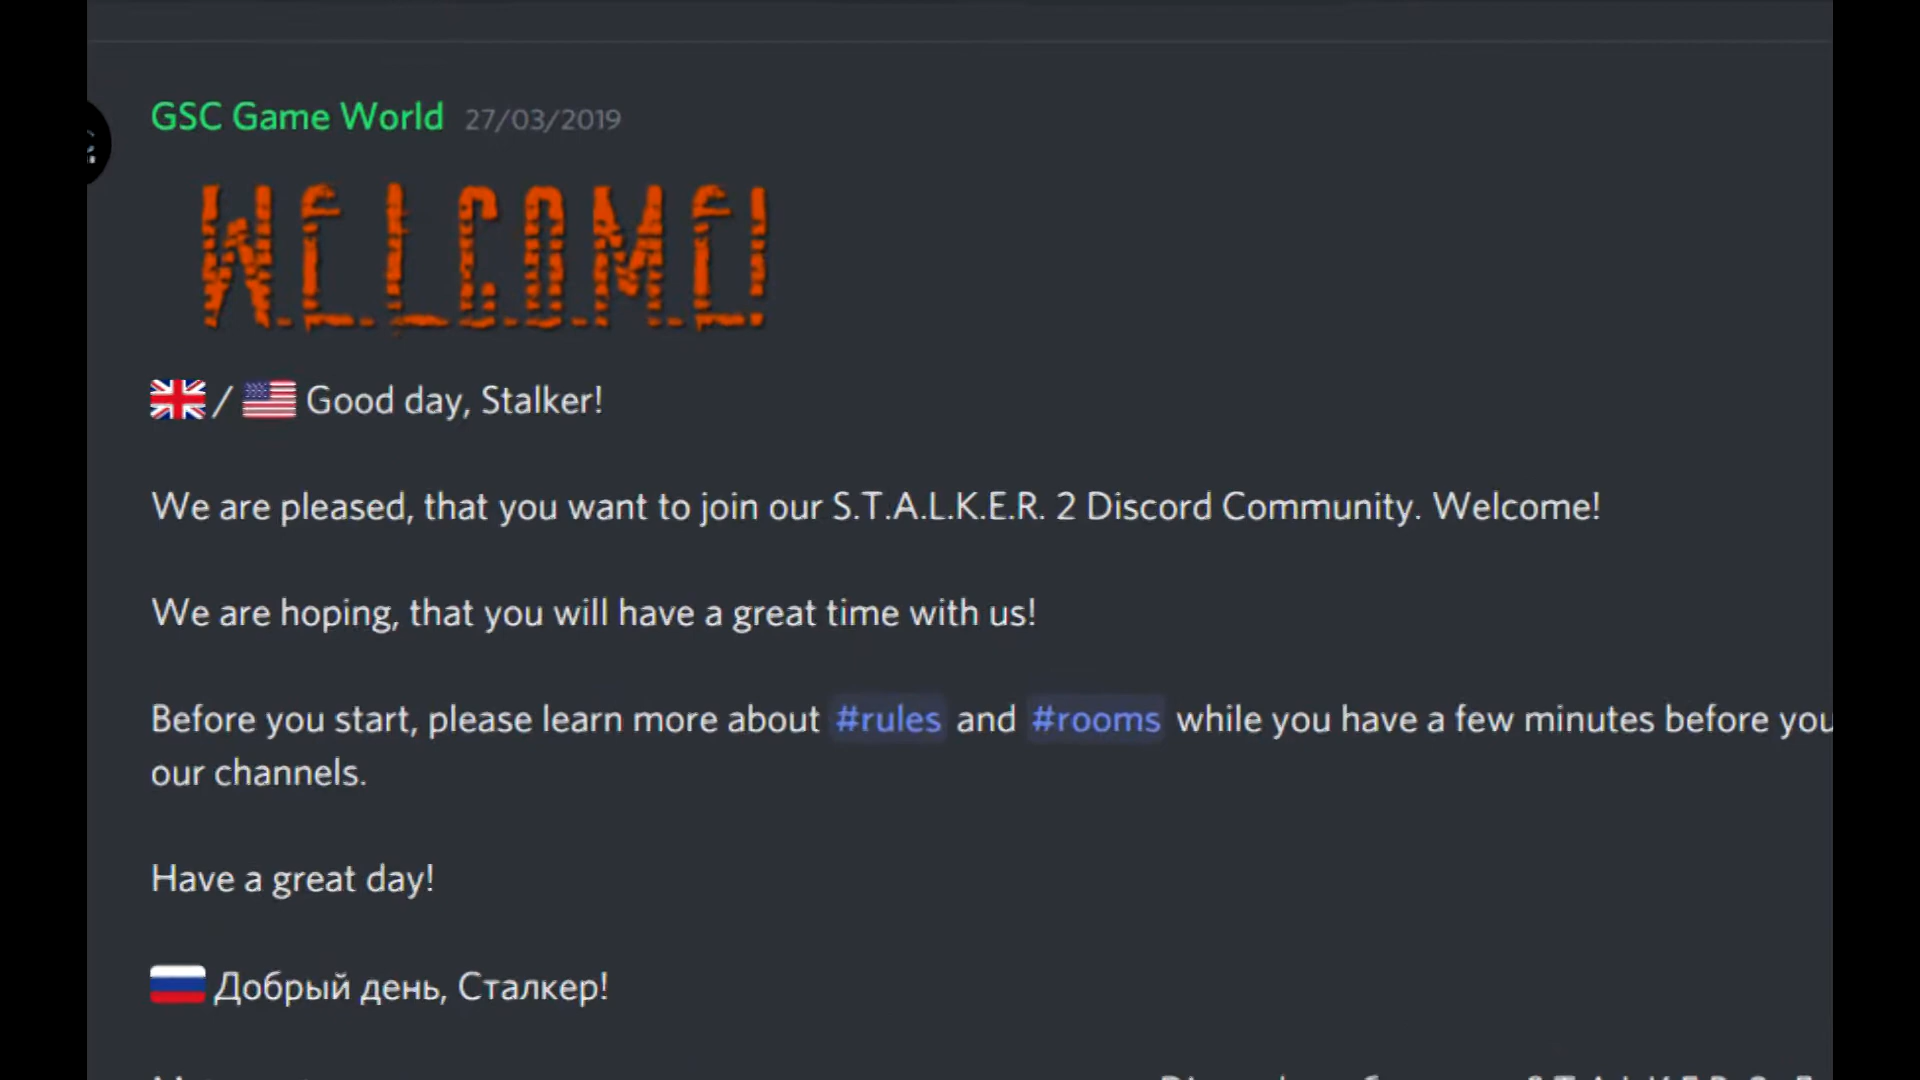 GSC Game World 27/03/2019
W.E.L.C.O.M.E!
/ Good day, Stalker!
We are pleased, that you want to join our S.T.A.L.K.E.R. 2 Discord Community. Welcome!
We are hoping, that you will have a great time with us!
Before you start, please learn more about #rules and #rooms while you have a few minutes before you
our channels.
Have a great day!
Добрый день, Сталкер!